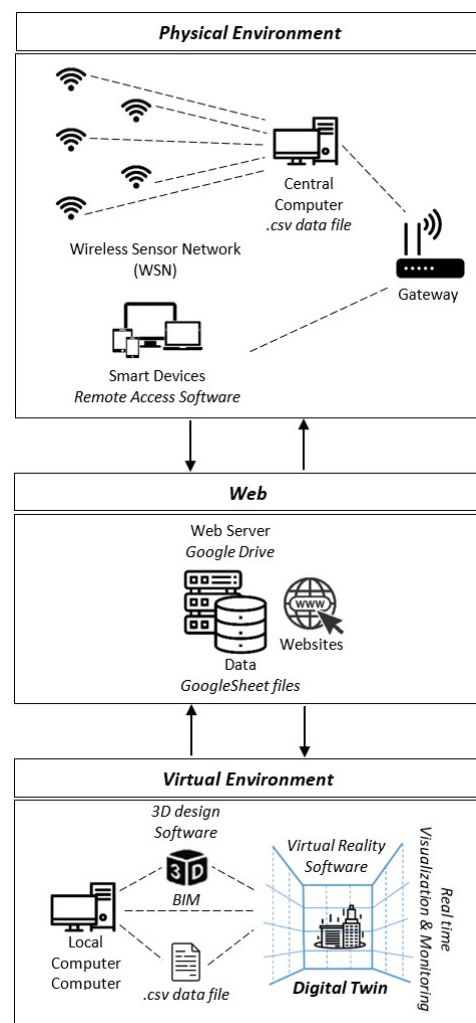 Physical Environment
Central
Computer
.csv data file
Wireless Sensor Network
(WSN)
Gateway
Smart Devices
Remote Access Software
Web
Web Server
Google Drive
WWW
Websites
Data
GoogleSheet files
Virtual Environment
3D design
Software
3D
BIM
Local
Computer
Computer
.csv data file
Virtual Reality
Software
Digital Twin
Real time
Visualization & Monitoring